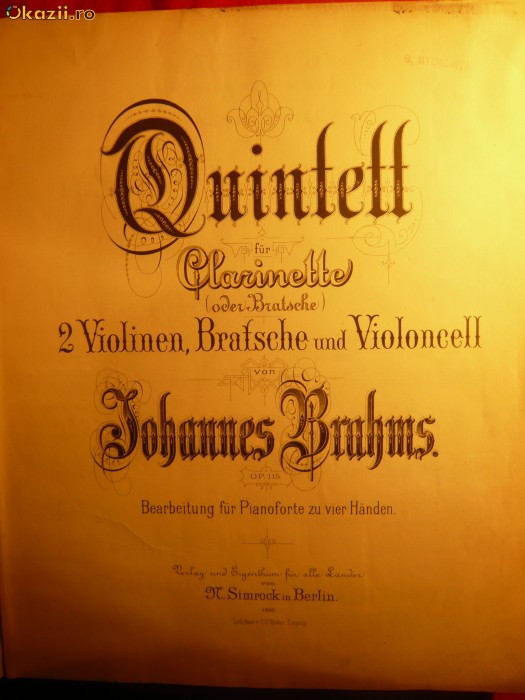 Okazii.ro
Quintett
für
Clarinette
(oder Bratsche)
2 Violinen, Bratsche und Violoncell
von
Johannes Brahms.
OP. 115.
Bearbeitung für Pianoforte zu vier Händen.
Verlag und Eigenthum für alle Länder
von
N. Simrock in Berlin.
Leipzig.